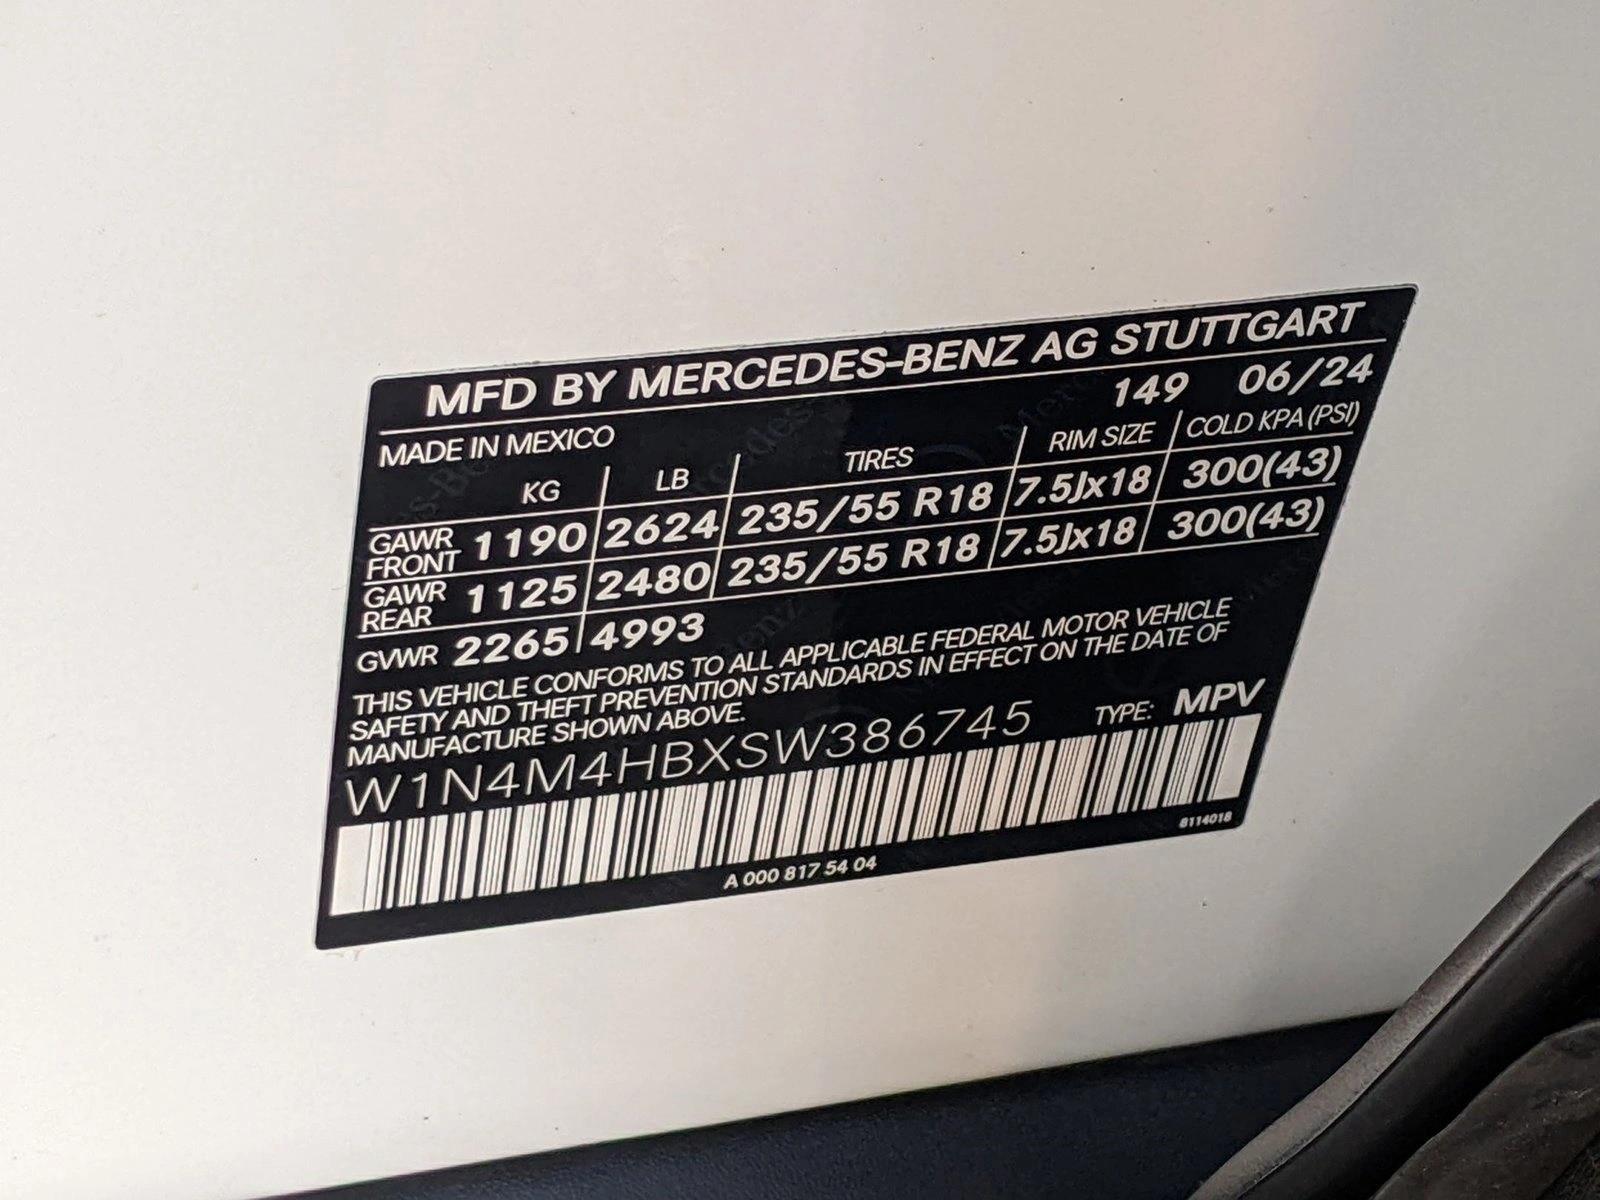 MFD BY MERCEDES-BENZ AG STUTTGART
MADE IN MEXICO 149 06/24
KG LB TIRES RIM SIZE COLD KPA (PSI)
GAWR FRONT 1190 2624 235/55 R18 7.5Jx18 300(43)
GAWR REAR 1125 2480 235/55 R18 7.5Jx18 300(43)
GVWR 2265 4993
THIS VEHICLE CONFORMS TO ALL APPLICABLE FEDERAL MOTOR VEHICLE
SAFETY AND THEFT PREVENTION STANDARDS IN EFFECT ON THE DATE OF
MANUFACTURE SHOWN ABOVE.
W1N4M4HBXSW386745 TYPE: MPV
8114018
A 000 817 54 04